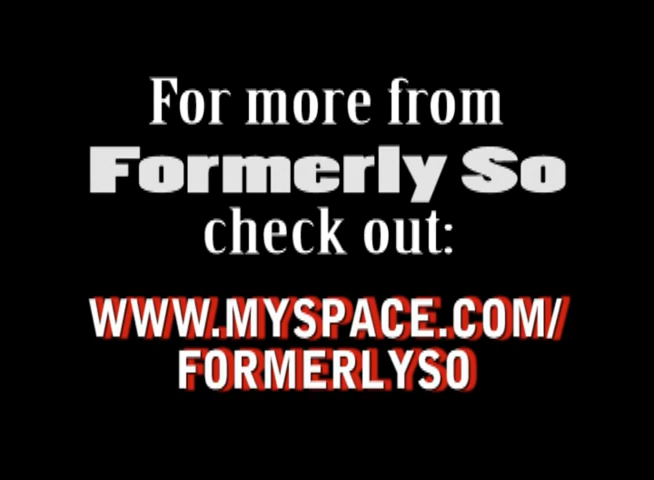 For more from
Formerly So
check out:
WWW.MYSPACE.COM/
FORMERLYSO